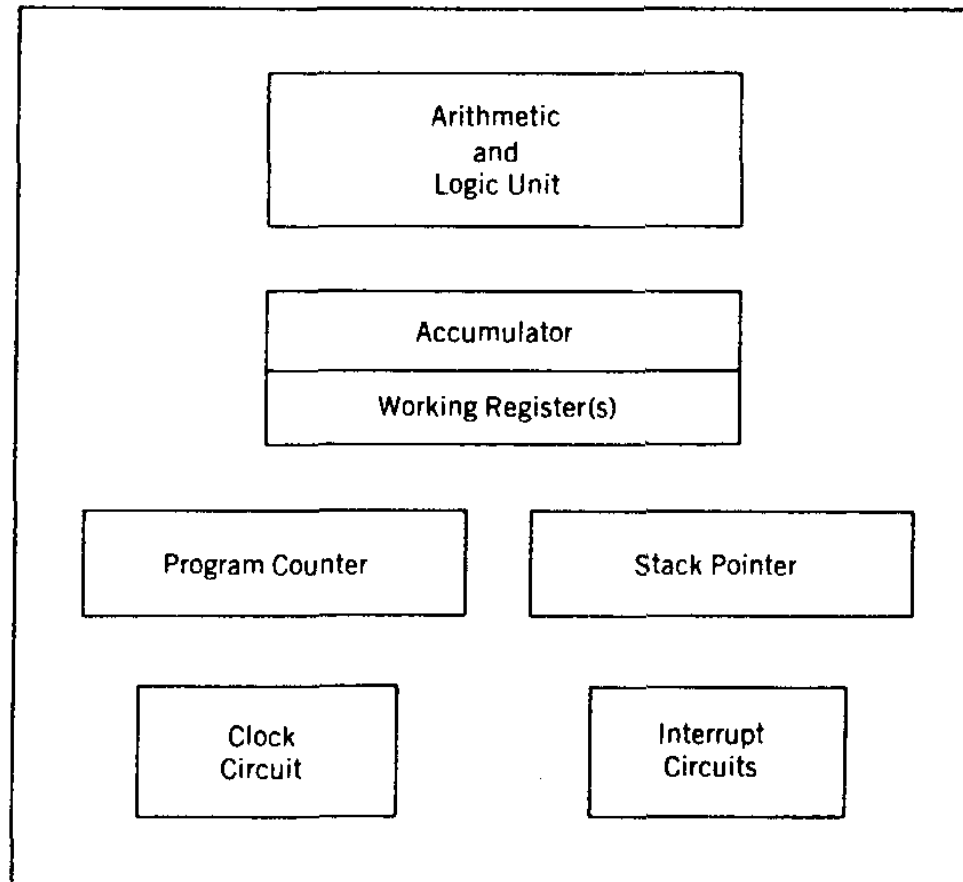 Arithmetic
and
Logic Unit
Accumulator
Working Register(s)
Program Counter
Stack Pointer
Clock
Circuit
Interrupt
Circuits